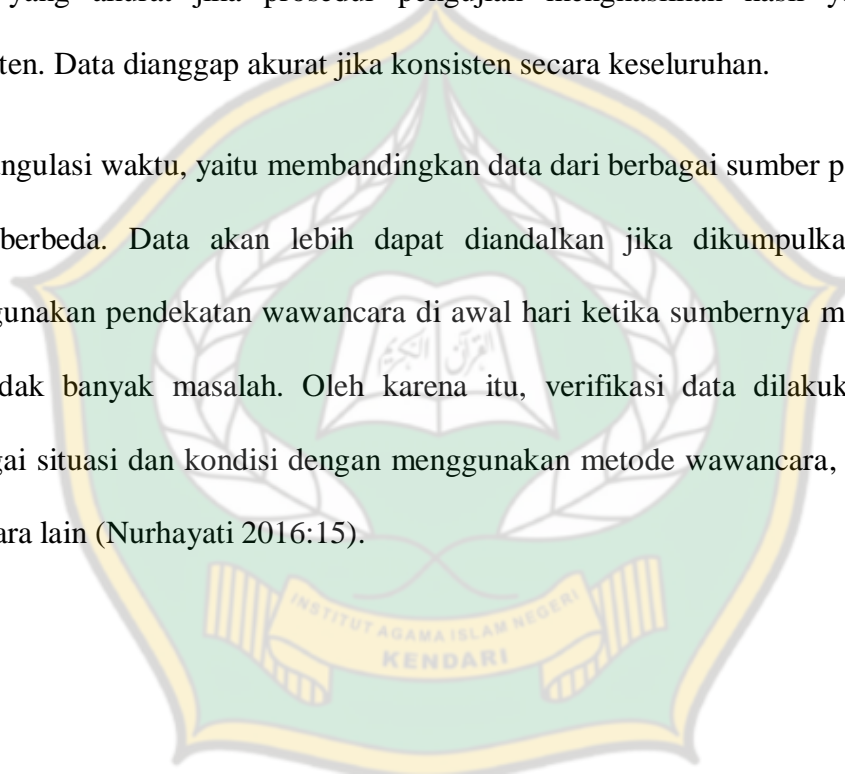 yang akurat jika prosedur pengujian menghasilkan hasil
ten. Data dianggap akurat jika konsisten secara keseluruhan.
ngulasi waktu, yaitu membandingkan data dari berbagai sumber p
berbeda. Data akan lebih dapat diandalkan jika dikumpulka
gunakan pendekatan wawancara di awal hari ketika sumbernya m
dak banyak masalah. Oleh karena itu, verifikasi data dilakuk
gai situasi dan kondisi dengan menggunakan metode wawancara,
ara lain (Nurhayati 2016:15).
القرآن الكريم
INSTITUT AGAMA ISLAM NEGERI
KENDARI